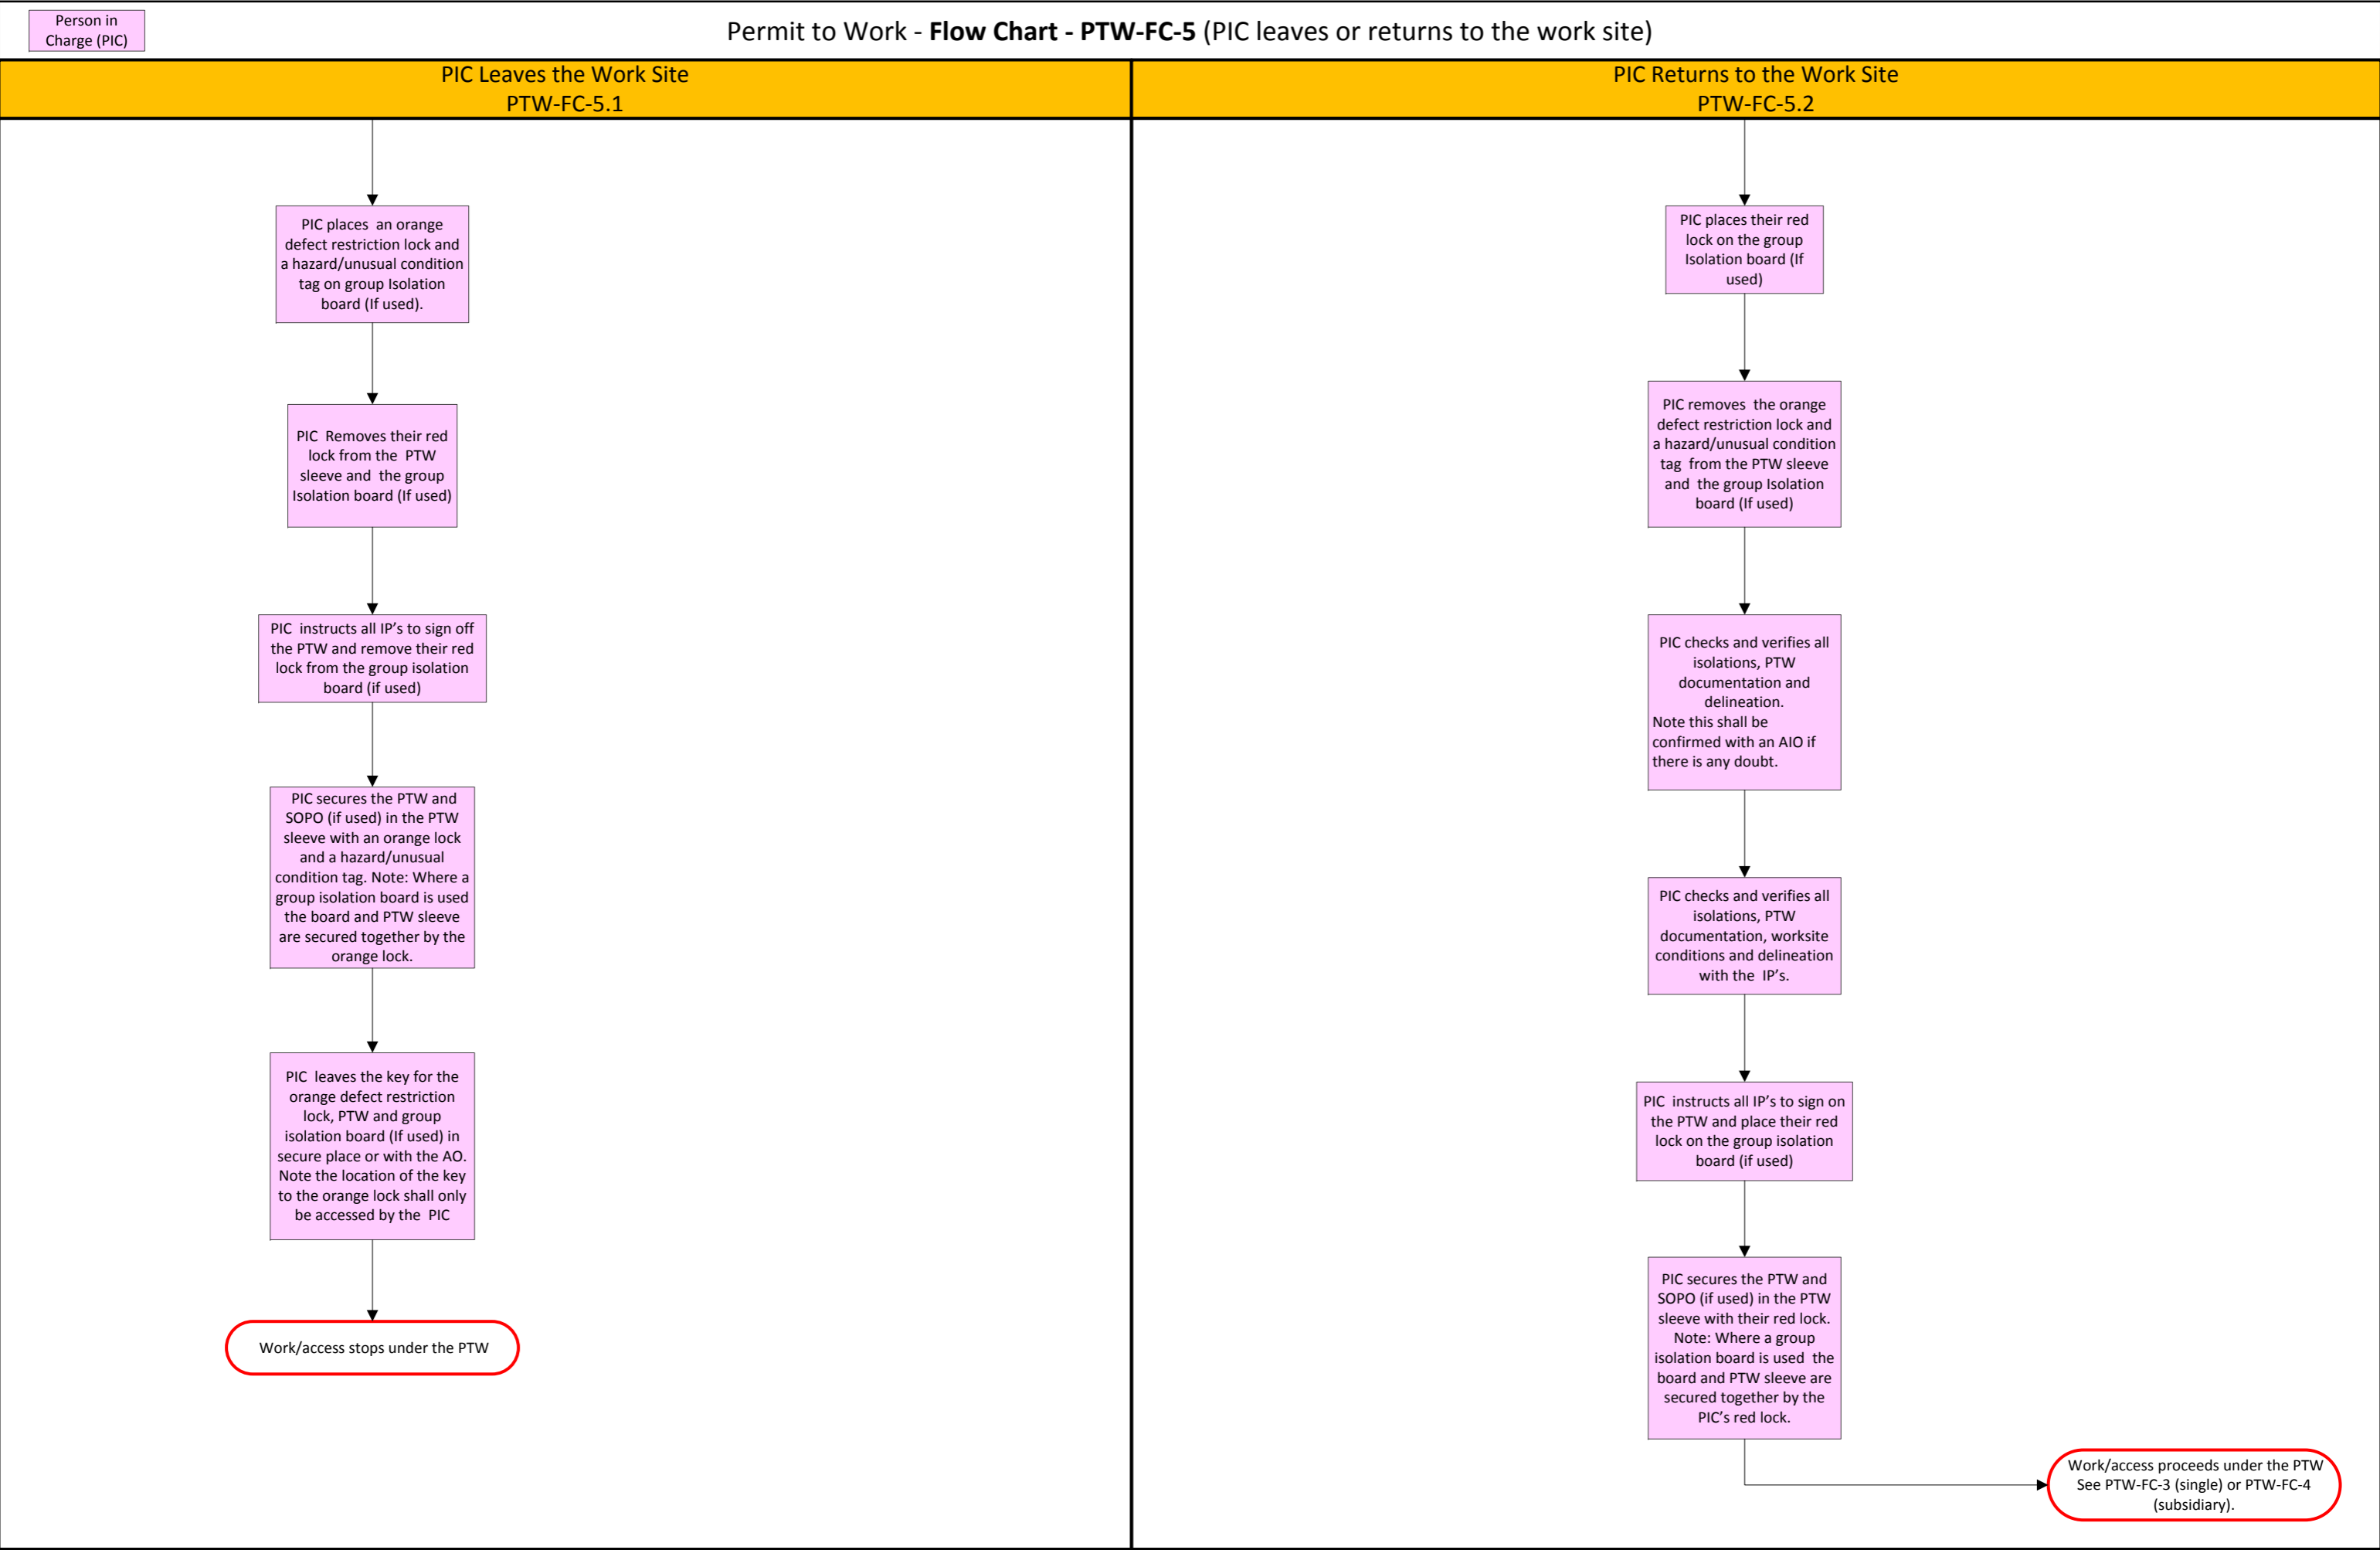 Person in
Charge (PIC)
Permit to Work - Flow Chart - PTW-FC-5 (PIC leaves or returns to the work site)
PIC Leaves the Work Site
PTW-FC-5.1
PIC places an orange
defect restriction lock and
a hazard/unusual condition
tag on group Isolation
board (If used).
PIC Removes their red
lock from the PTW
sleeve and the group
Isolation board (If used)
PIC instructs all IP’s to sign off
the PTW and remove their red
lock from the group isolation
board (if used)
PIC secures the PTW and
SOPO (if used) in the PTW
sleeve with an orange lock
and a hazard/unusual
condition tag. Note: Where a
group isolation board is used
the board and PTW sleeve
are secured together by the
orange lock.
PIC leaves the key for the
orange defect restriction
lock, PTW and group
isolation board (If used) in
secure place or with the AO.
Note the location of the key
to the orange lock shall only
be accessed by the PIC
Work/access stops under the PTW
PIC Returns to the Work Site
PTW-FC-5.2
PIC places their red
lock on the group
Isolation board (If
used)
PIC removes the orange
defect restriction lock and
a hazard/unusual condition
tag from the PTW sleeve
and the group Isolation
board (If used)
PIC checks and verifies all
isolations, PTW
documentation and
delineation.
Note this shall be
confirmed with an AIO if
there is any doubt.
PIC checks and verifies all
isolations, PTW
documentation, worksite
conditions and delineation
with the IP’s.
PIC instructs all IP’s to sign on
the PTW and place their red
lock on the group isolation
board (if used)
PIC secures the PTW and
SOPO (if used) in the PTW
sleeve with their red lock.
Note: Where a group
isolation board is used the
board and PTW sleeve are
secured together by the
PIC’s red lock.
Work/access proceeds under the PTW
See PTW-FC-3 (single) or PTW-FC-4
(subsidiary).